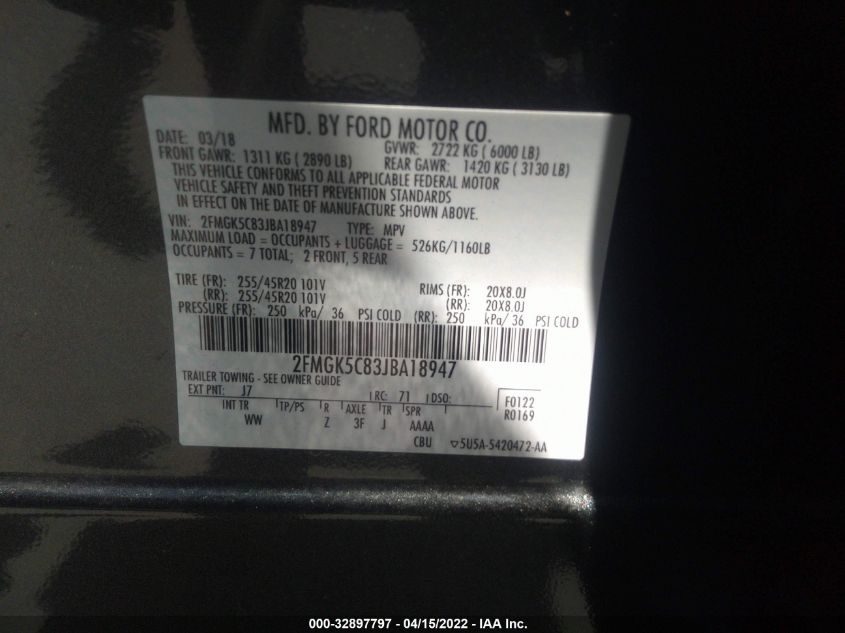 MFD. BY FORD MOTOR CO.
DATE: 03/18 GVWR: 2722 KG ( 6000 LB)
FRONT GAWR: 1311 KG ( 2890 LB) REAR GAWR: 1420 KG ( 3130 LB)
THIS VEHICLE CONFORMS TO ALL APPLICABLE FEDERAL MOTOR
VEHICLE SAFETY AND THEFT PREVENTION STANDARDS
IN EFFECT ON THE DATE OF MANUFACTURE SHOWN ABOVE.
VIN: 2FMGK5C83JBA18947 TYPE: MPV
MAXIMUM LOAD = OCCUPANTS + LUGGAGE = 526KG/1160LB
OCCUPANTS = 7 TOTAL; 2 FRONT, 5 REAR
TIRE (FR): 255/45R20 101V RIMS (FR): 20X8.0J
(RR): 255/45R20 101V (RR): 20X8.0J
PRESSURE (FR): 250 kPa/ 36 PSI COLD (RR): 250 kPa/ 36 PSI COLD
2FMGK5C83JBA18947
TRAILER TOWING - SEE OWNER GUIDE
EXT PNT: J7 RC: 71 DSO: F0122
INT TR TP/PS R AXLE TR SPR R0169
WW Z 3F J AAAA
CBU ▽5U5A-5420472-AA
000-32897797 - 04/15/2022 - IAA Inc.